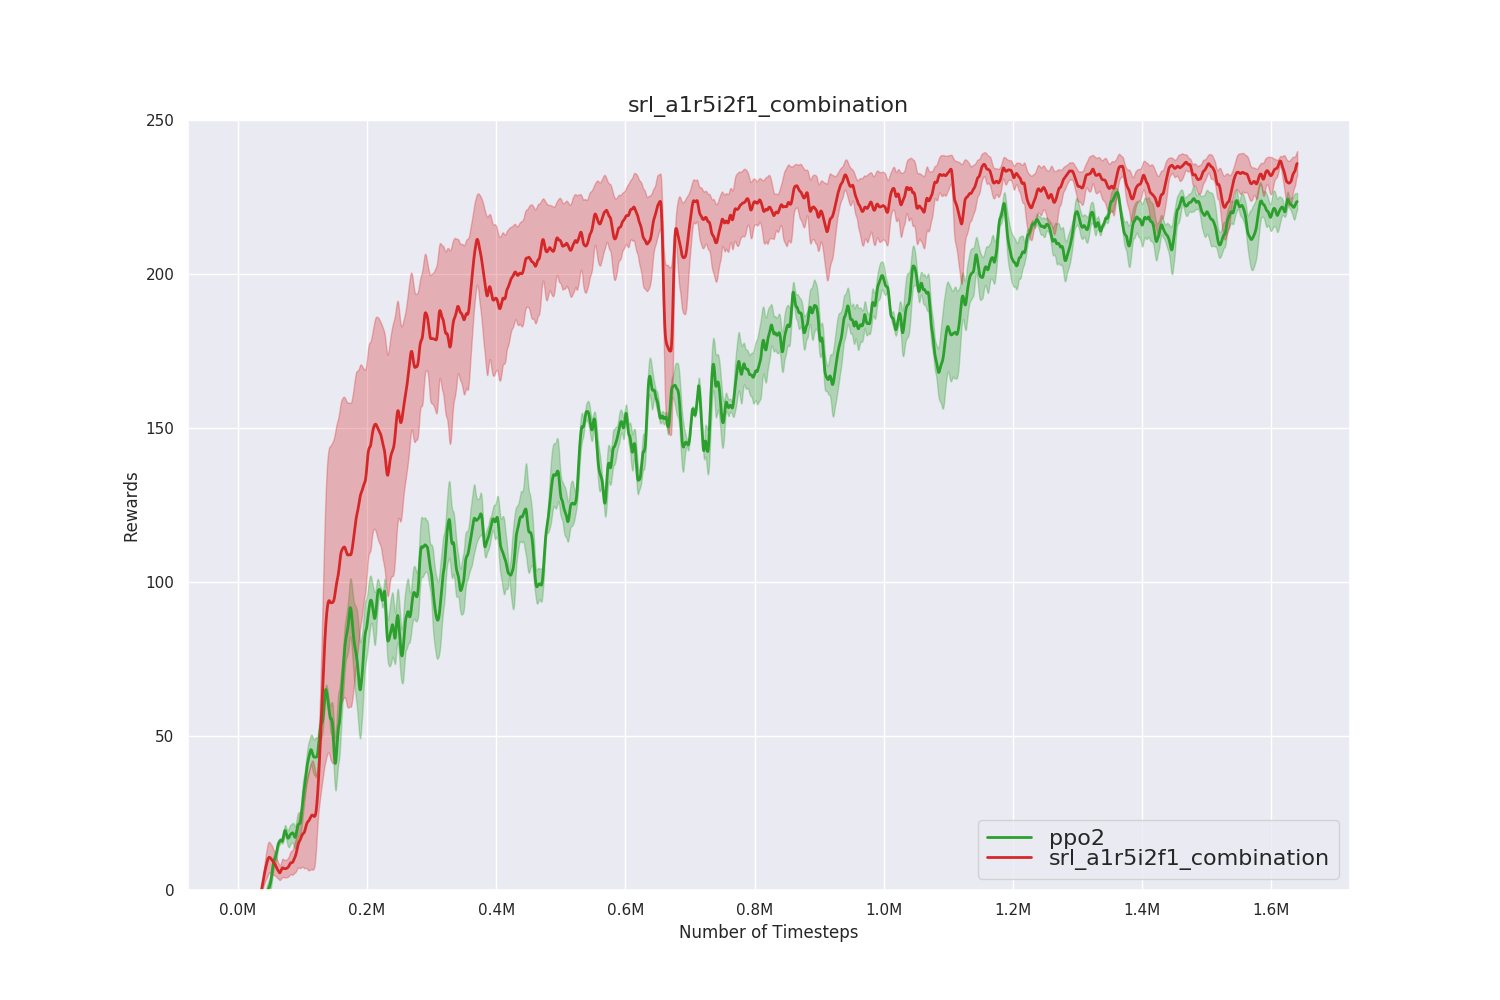 srl_a1r5i2f1_combination
250
200
150
100
50
0
Rewards
0.0M 0.2M 0.4M 0.6M 0.8M 1.0M 1.2M 1.4M 1.6M
Number of Timesteps
ppo2
srl_a1r5i2f1_combination